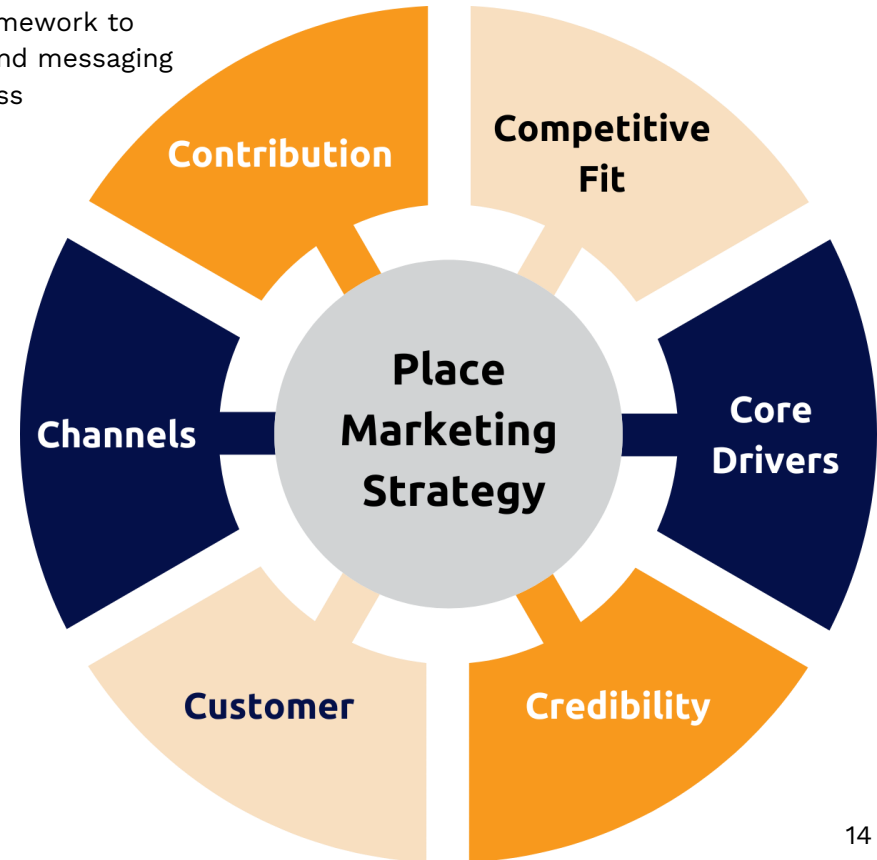 mework to
nd messaging
ss
Contribution
Competitive
Fit
Channels
Place
Marketing
Strategy
Core
Drivers
Customer
Credibility
14